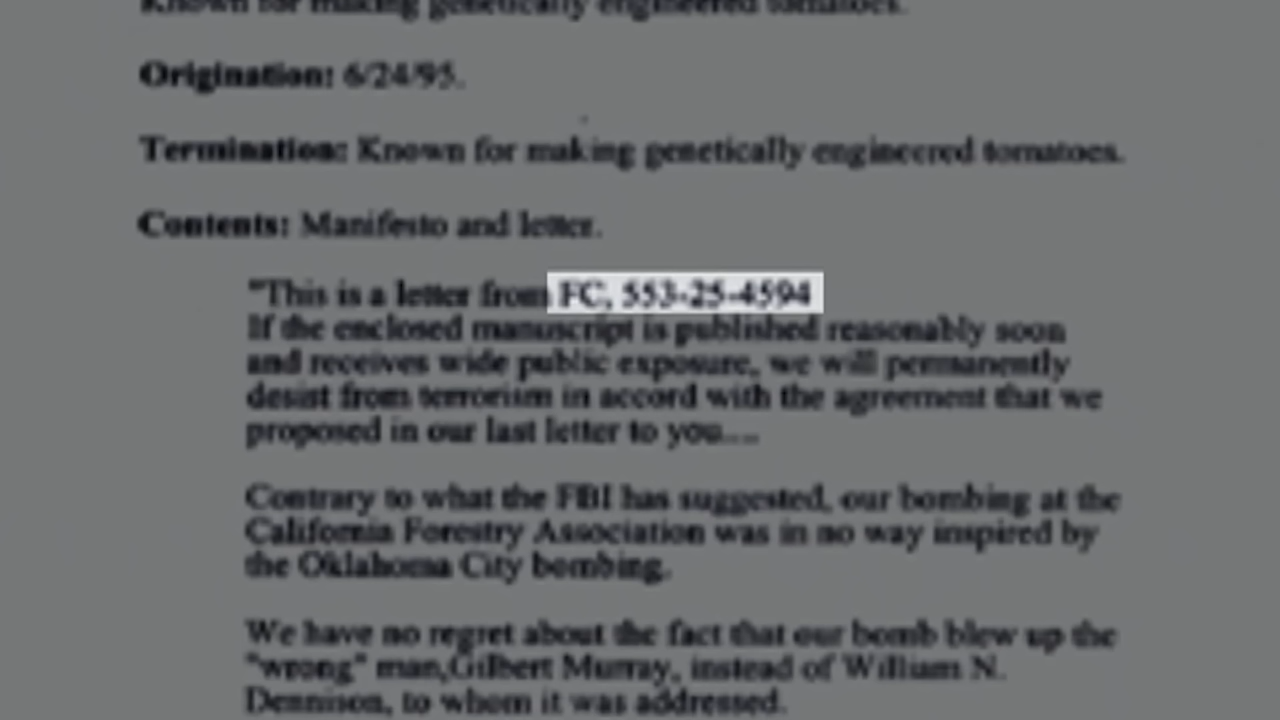 Known for making genetically engineered tomatoes.
Origination: 6/24/95.
Termination: Known for making genetically engineered tomatoes.
Contents: Manifesto and letter.
"This is a letter from FC, 553-25-4594
If the enclosed manuscript is published reasonably soon
and receives wide public exposure, we will permanently
desist from terrorism in accord with the agreement that we
proposed in our last letter to you....
Contrary to what the FBI has suggested, our bombing at the
California Forestry Association was in no way inspired by
the Oklahoma City bombing.
We have no regret about the fact that our bomb blew up the
"wrong" man,Gilbert Murray, instead of William N.
Dennison, to whom it was addressed.